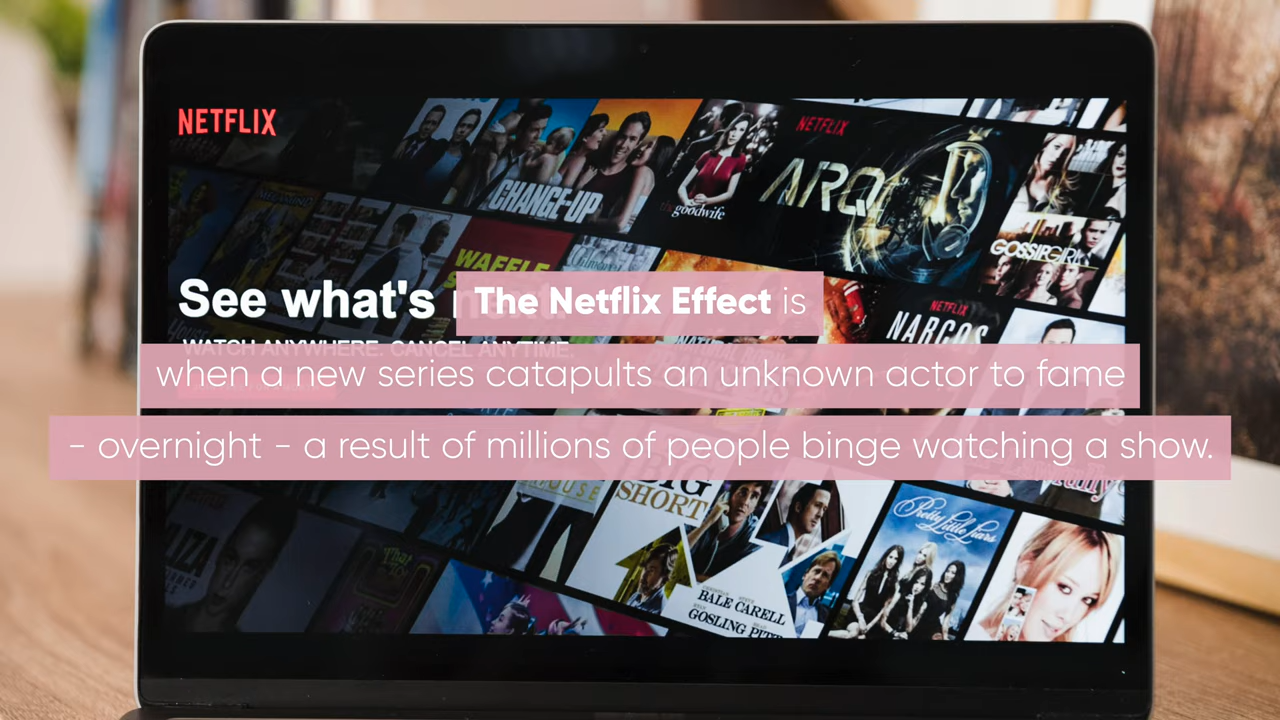 NETFLIX
CHANGE-UP
the goodwife
NETFLIX
ARQ
GOSSIP GIRL
WAFFLE
See what's
The Netflix Effect is
NETFLIX
NARCOS
WATCH ANYWHERE. CANCEL ANYTIME.
when a new series catapults an unknown actor to fame
- overnight - a result of millions of people binge watching a show.
BIG
SHORT
Pretty Little Liars
BALE CARELL
GOSLING PITT